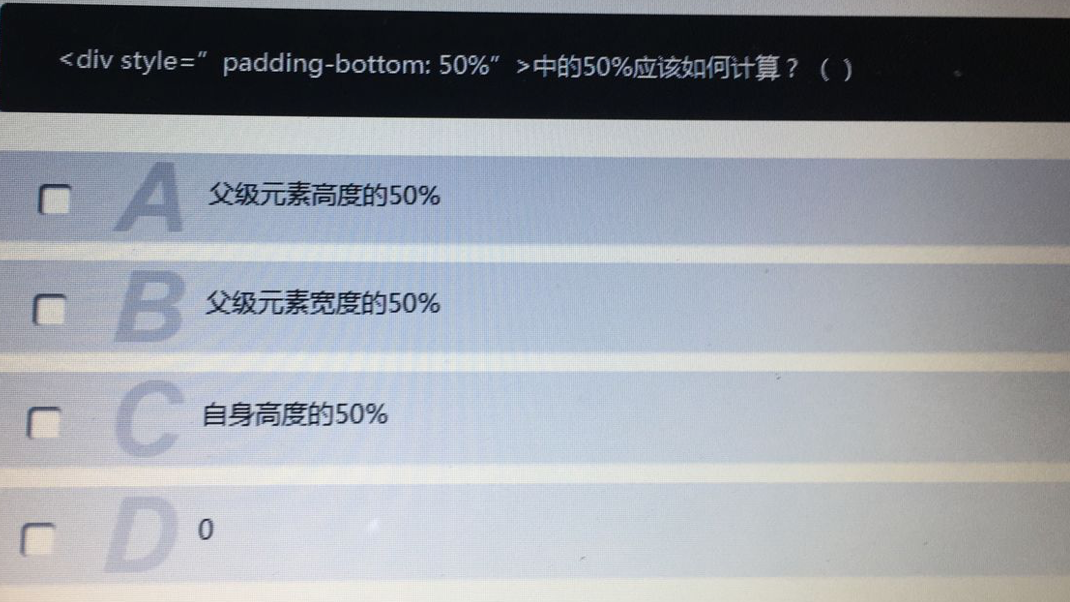 <div style=”padding-bottom: 50%”>中的50%应该如何计算？（ ）
A 父级元素高度的50%
B 父级元素宽度的50%
C 自身高度的50%
D 0